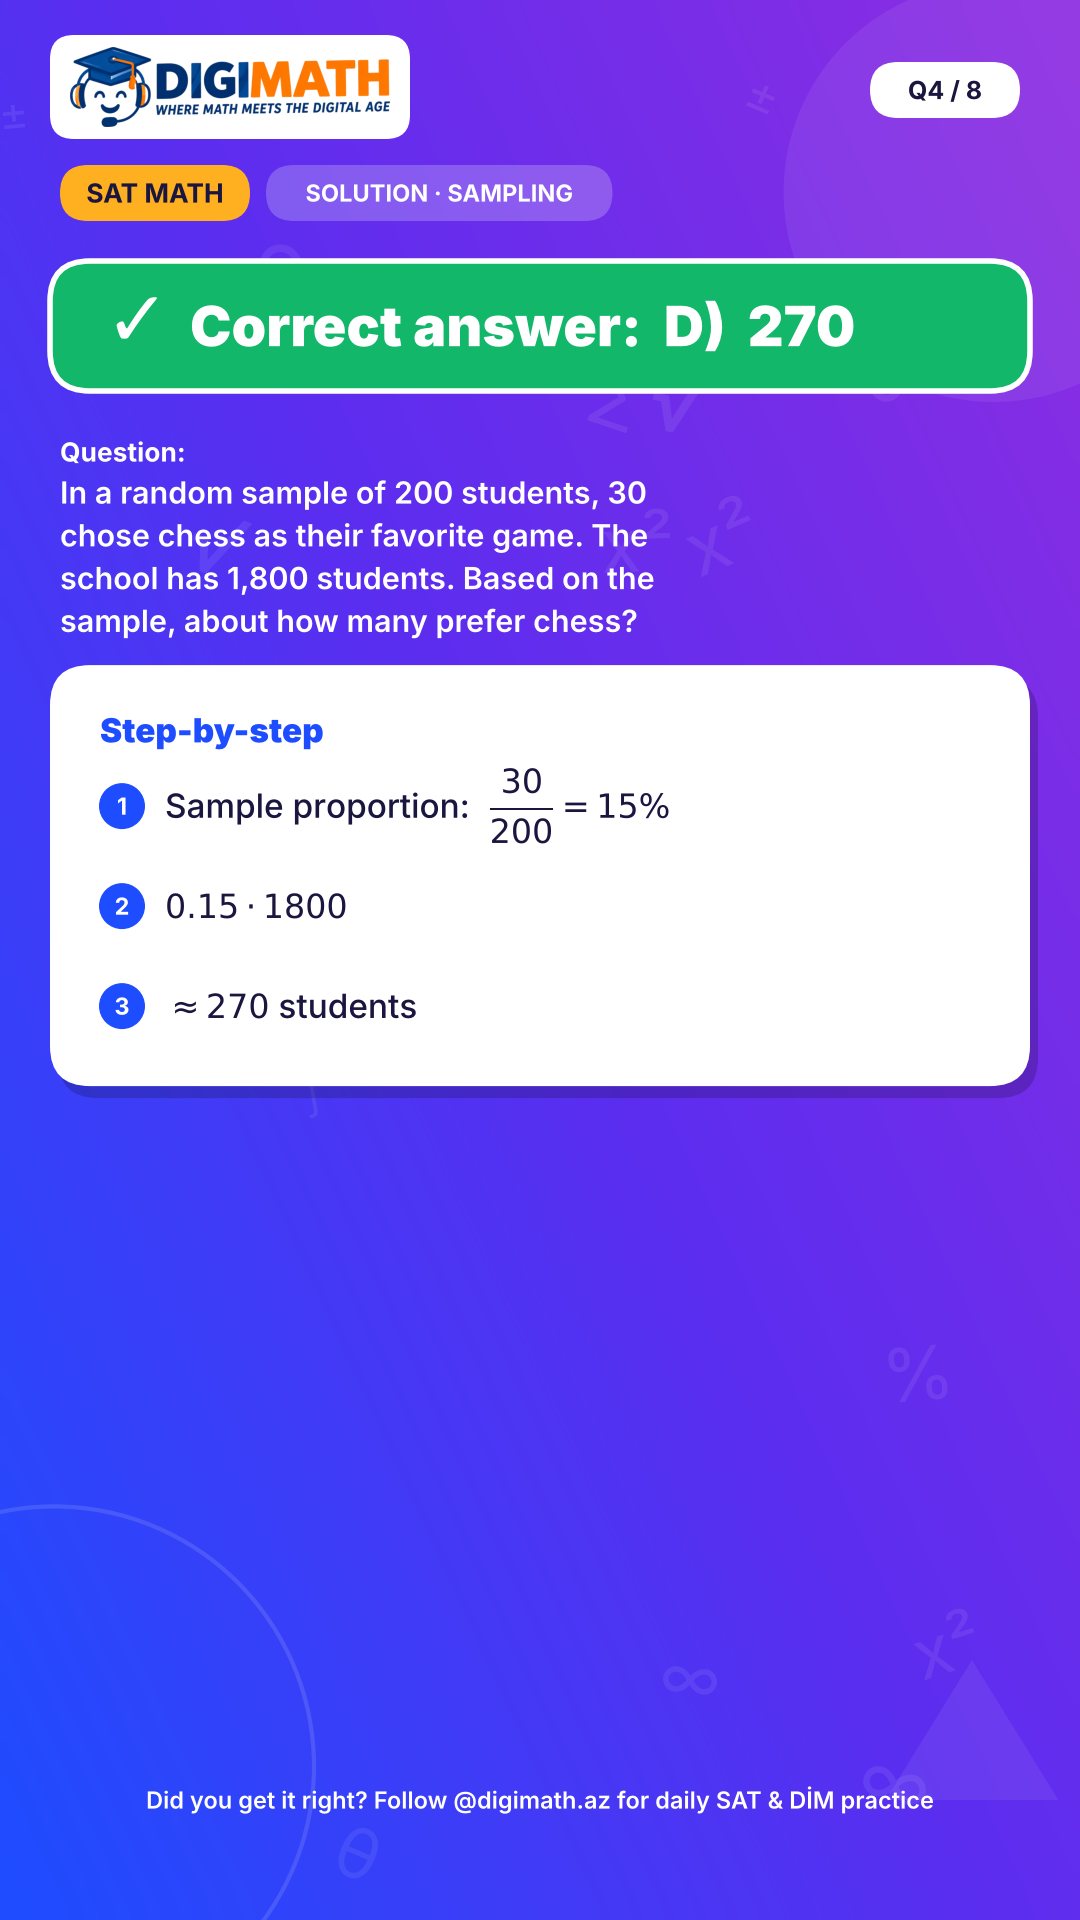 DIGIMATH
WHERE MATH MEETS THE DIGITAL AGE
Q4 / 8
SAT MATH
SOLUTION · SAMPLING
✓ Correct answer: D) 270
Question:
In a random sample of 200 students, 30
chose chess as their favorite game. The
school has 1,800 students. Based on the
sample, about how many prefer chess?
Step-by-step
1 Sample proportion: 30/200 = 15%
2 0.15 · 1800
3 ≈ 270 students
Did you get it right? Follow @digimath.az for daily SAT & DİM practice